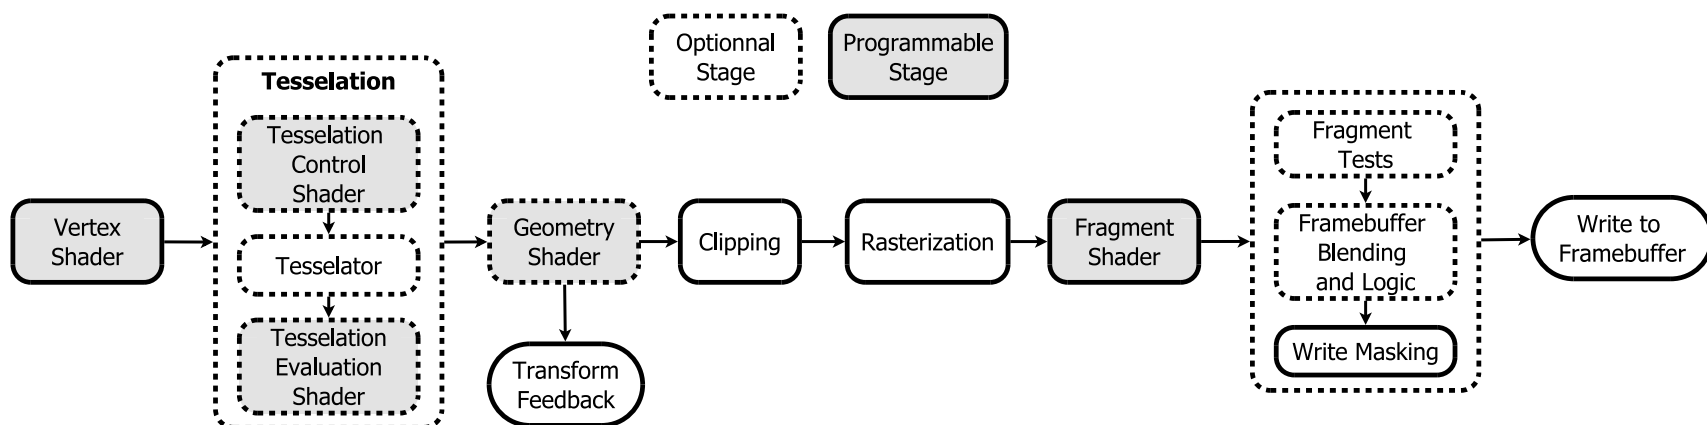 Optionnal
Stage
Programmable
Stage
Tesselation
Tesselation
Control
Shader
Tesselator
Tesselation
Evaluation
Shader
Vertex
Shader
Geometry
Shader
Transform
Feedback
Clipping
Rasterization
Fragment
Shader
Fragment
Tests
Framebuffer
Blending
and Logic
Write Masking
Write to
Framebuffer